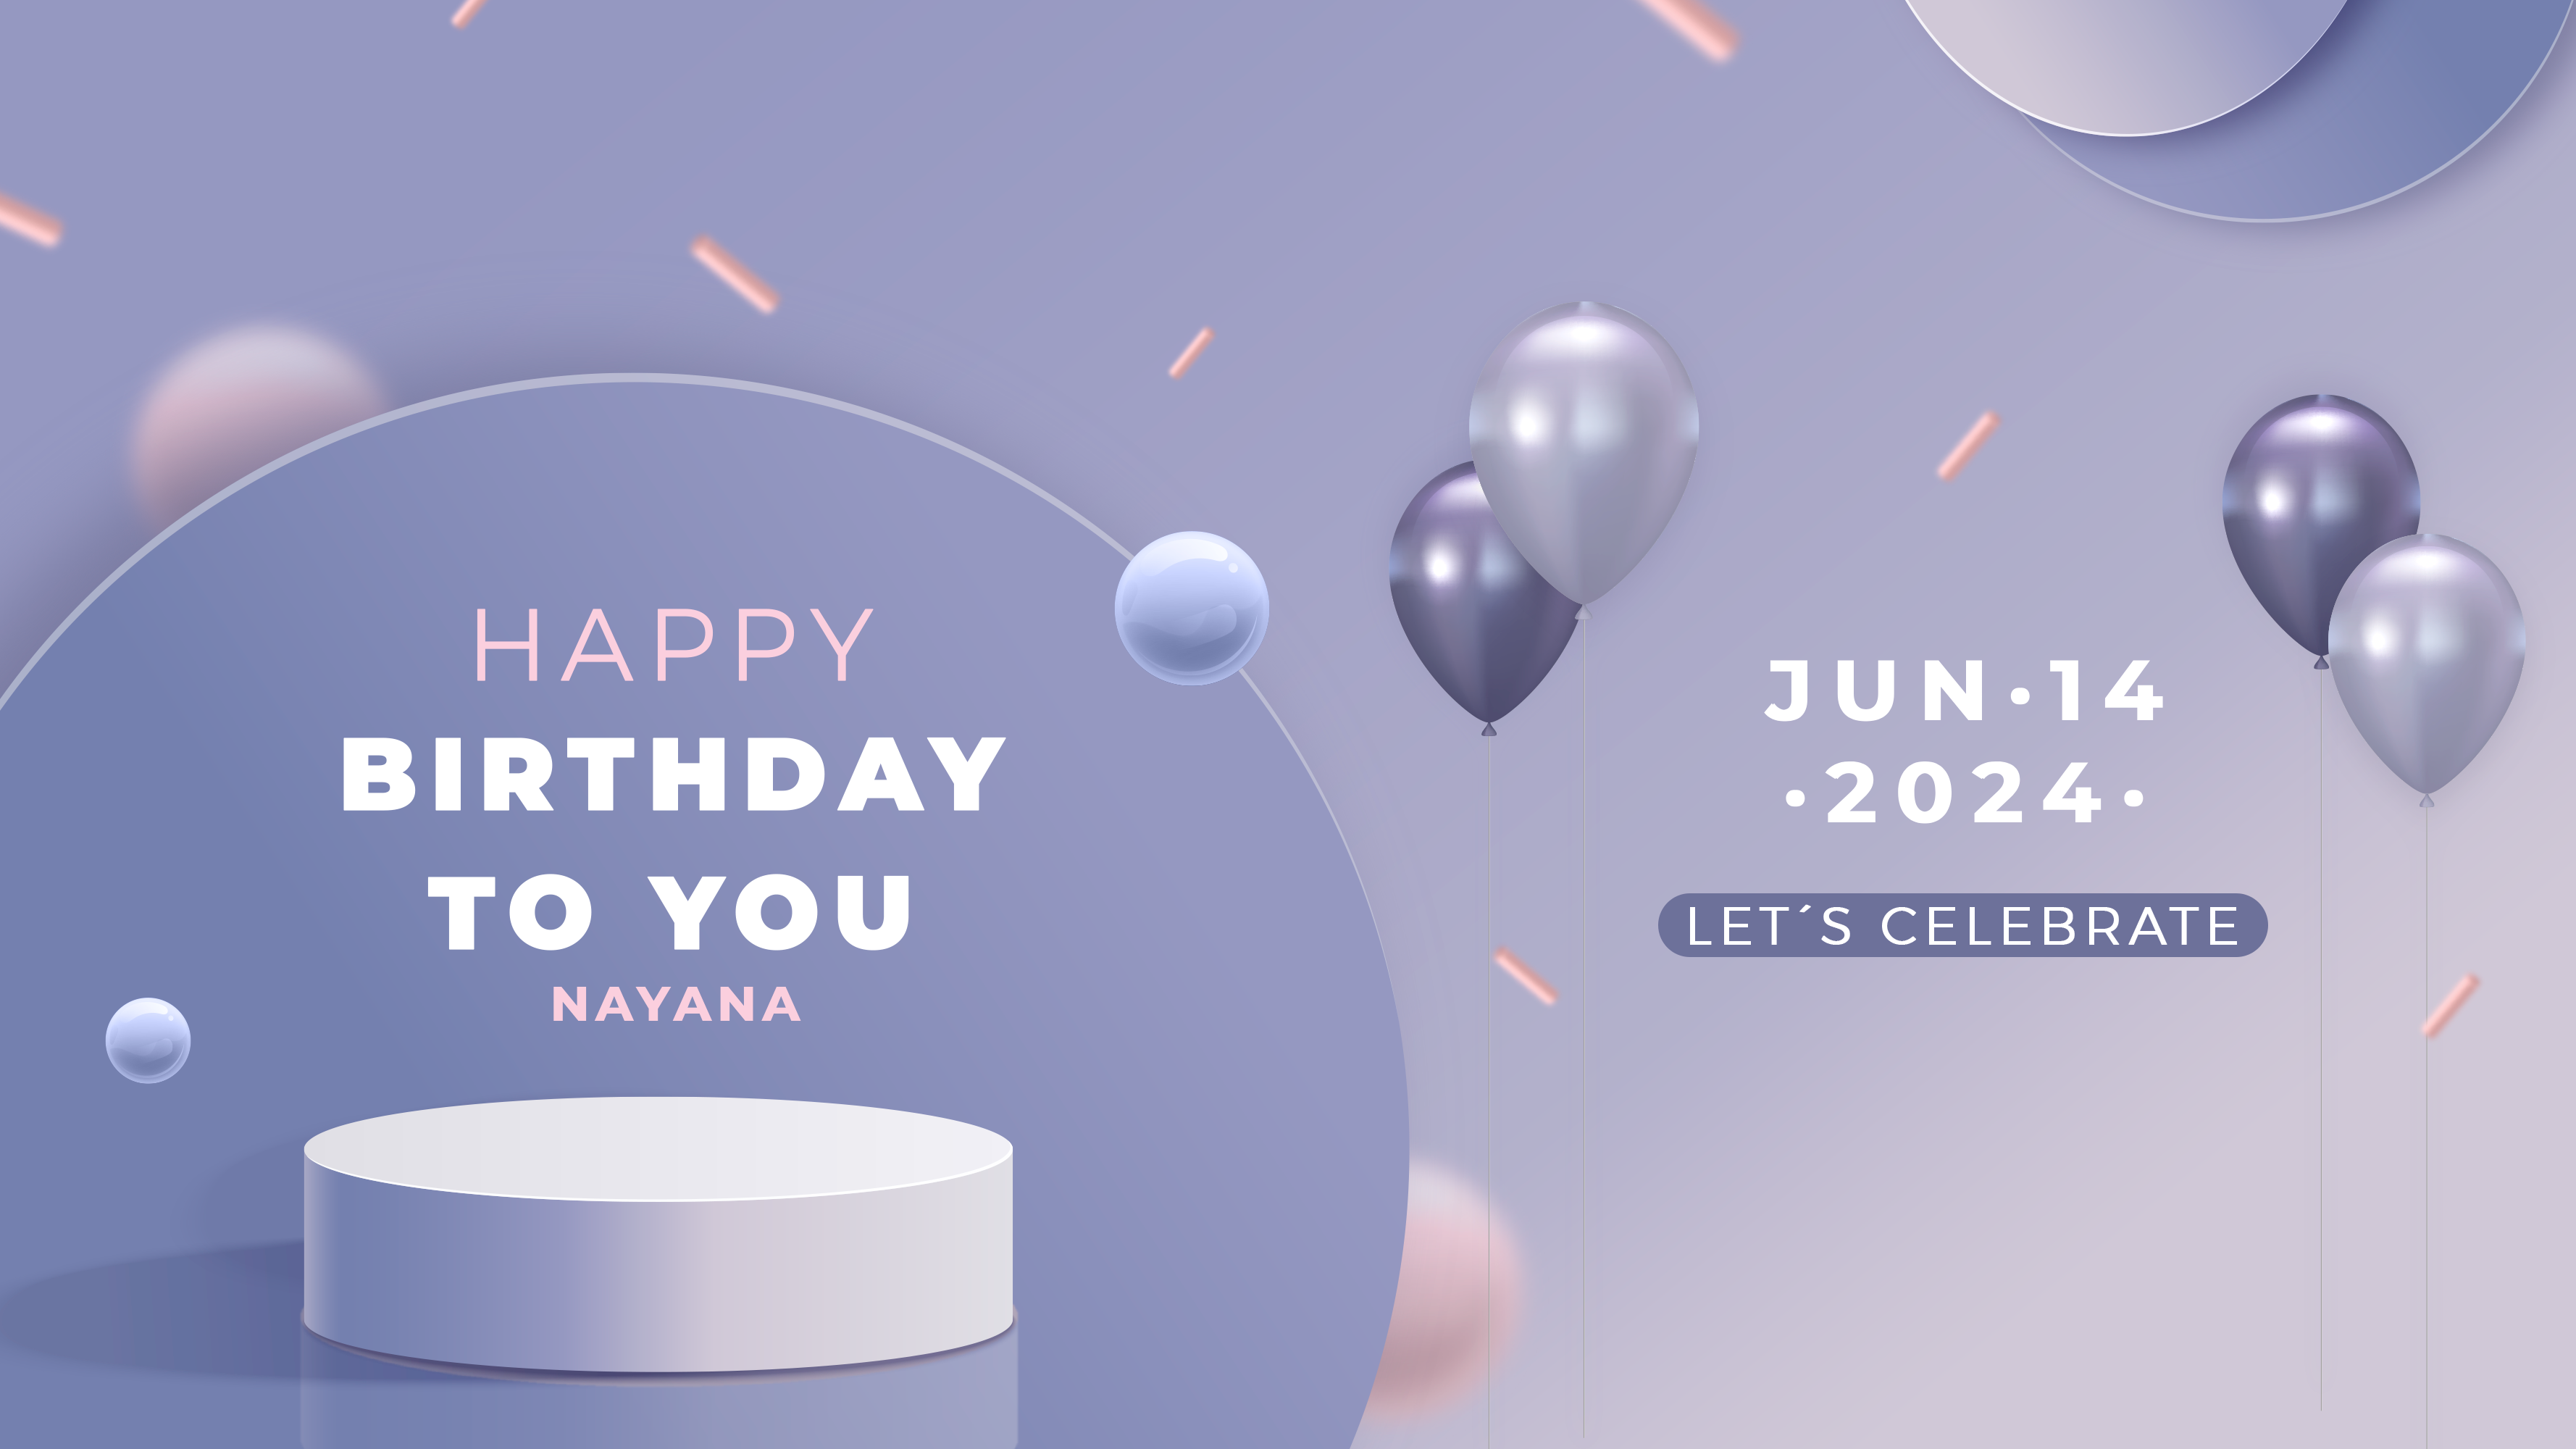 HAPPY
BIRTHDAY
TO YOU
NAYANA
JUN•14
•2024•
LET´S CELEBRATE